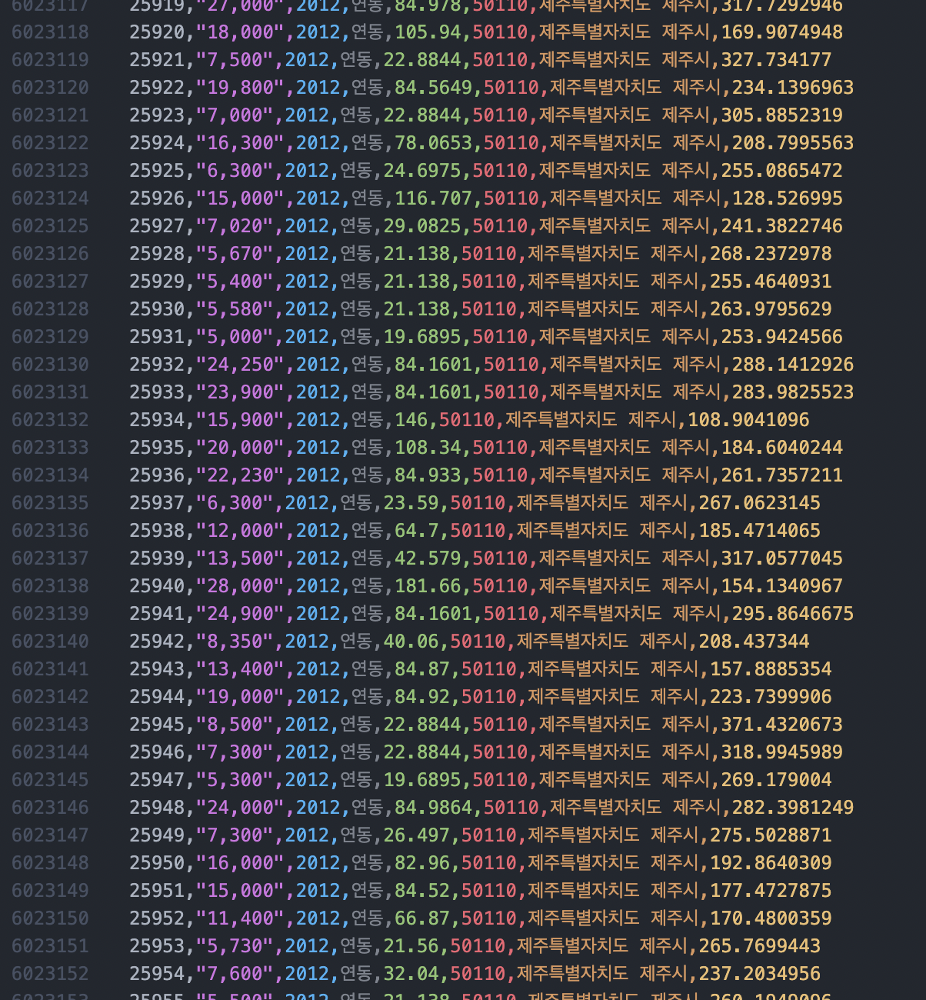 6023117 25919,"27,000",2012,연동,84.978,50110,제주특별자치도 제주시,317.7292946
6023118 25920,"18,000",2012,연동,105.94,50110,제주특별자치도 제주시,169.9074948
6023119 25921,"7,500",2012,연동,22.8844,50110,제주특별자치도 제주시,327.734177
6023120 25922,"19,800",2012,연동,84.5649,50110,제주특별자치도 제주시,234.1396963
6023121 25923,"7,000",2012,연동,22.8844,50110,제주특별자치도 제주시,305.8852319
6023122 25924,"16,300",2012,연동,78.0653,50110,제주특별자치도 제주시,208.7995563
6023123 25925,"6,300",2012,연동,24.6975,50110,제주특별자치도 제주시,255.0865472
6023124 25926,"15,000",2012,연동,116.707,50110,제주특별자치도 제주시,128.526995
6023125 25927,"7,020",2012,연동,29.0825,50110,제주특별자치도 제주시,241.3822746
6023126 25928,"5,670",2012,연동,21.138,50110,제주특별자치도 제주시,268.2372978
6023127 25929,"5,400",2012,연동,21.138,50110,제주특별자치도 제주시,255.4640931
6023128 25930,"5,580",2012,연동,21.138,50110,제주특별자치도 제주시,263.9795629
6023129 25931,"5,000",2012,연동,19.6895,50110,제주특별자치도 제주시,253.9424566
6023130 25932,"24,250",2012,연동,84.1601,50110,제주특별자치도 제주시,288.1412926
6023131 25933,"23,900",2012,연동,84.1601,50110,제주특별자치도 제주시,283.9825523
6023132 25934,"15,900",2012,연동,146,50110,제주특별자치도 제주시,108.9041096
6023133 25935,"20,000",2012,연동,108.34,50110,제주특별자치도 제주시,184.6040244
6023134 25936,"22,230",2012,연동,84.933,50110,제주특별자치도 제주시,261.7357211
6023135 25937,"6,300",2012,연동,23.59,50110,제주특별자치도 제주시,267.0623145
6023136 25938,"12,000",2012,연동,64.7,50110,제주특별자치도 제주시,185.4714065
6023137 25939,"13,500",2012,연동,42.579,50110,제주특별자치도 제주시,317.0577045
6023138 25940,"28,000",2012,연동,181.66,50110,제주특별자치도 제주시,154.1340967
6023139 25941,"24,900",2012,연동,84.1601,50110,제주특별자치도 제주시,295.8646675
6023140 25942,"8,350",2012,연동,40.06,50110,제주특별자치도 제주시,208.437344
6023141 25943,"13,400",2012,연동,84.87,50110,제주특별자치도 제주시,157.8885354
6023142 25944,"19,000",2012,연동,84.92,50110,제주특별자치도 제주시,223.7399906
6023143 25945,"8,500",2012,연동,22.8844,50110,제주특별자치도 제주시,371.4320673
6023144 25946,"7,300",2012,연동,22.8844,50110,제주특별자치도 제주시,318.9945989
6023145 25947,"5,300",2012,연동,19.6895,50110,제주특별자치도 제주시,269.179004
6023146 25948,"24,000",2012,연동,84.9864,50110,제주특별자치도 제주시,282.3981249
6023147 25949,"7,300",2012,연동,26.497,50110,제주특별자치도 제주시,275.5028871
6023148 25950,"16,000",2012,연동,82.96,50110,제주특별자치도 제주시,192.8640309
6023149 25951,"15,000",2012,연동,84.52,50110,제주특별자치도 제주시,177.4727875
6023150 25952,"11,400",2012,연동,66.87,50110,제주특별자치도 제주시,170.4800359
6023151 25953,"5,730",2012,연동,21.56,50110,제주특별자치도 제주시,265.7699443
6023152 25954,"7,600",2012,연동,32.04,50110,제주특별자치도 제주시,237.2034956
6023153 25955,"5,500",2012,연동,21.138,50110,제주특별자치도 제주시,260.1949096